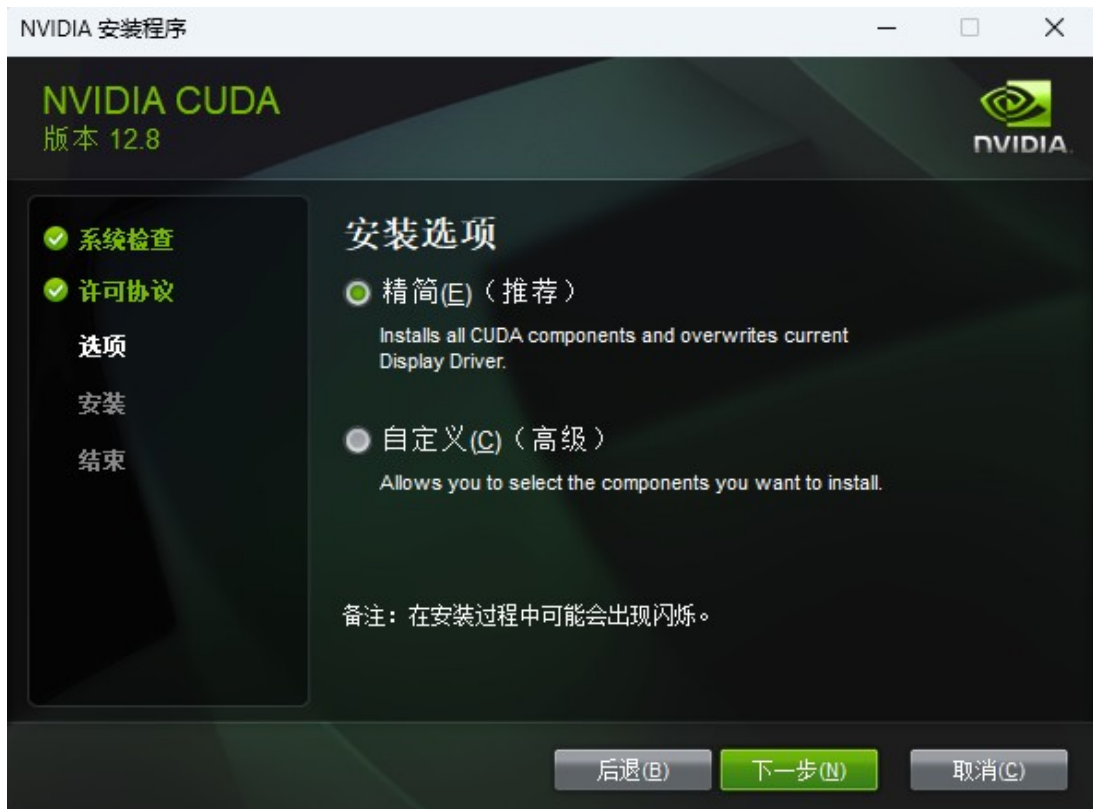 NVIDIA 安装程序
NVIDIA CUDA
版本 12.8
NVIDIA.
系统检查
许可协议
选项
安装
结束
安装选项
精简(E)（推荐）
Installs all CUDA components and overwrites current
Display Driver.
自定义(C)（高级）
Allows you to select the components you want to install.
备注：在安装过程中可能会出现闪烁。
后退(B)
下一步(N)
取消(C)